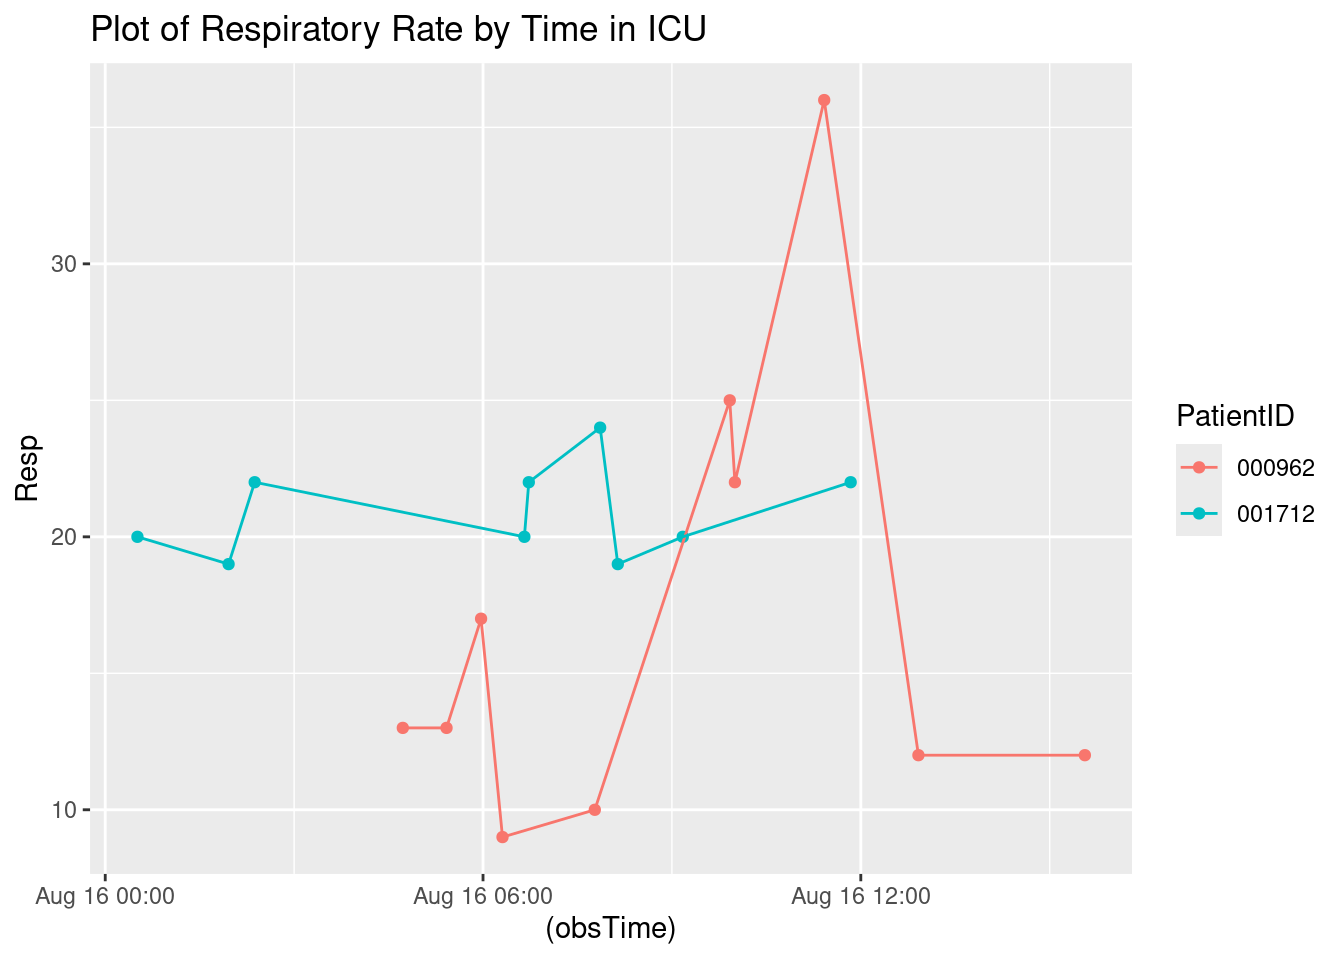 Plot of Respiratory Rate by Time in ICU
Resp
30
20
10
Aug 16 00:00
Aug 16 06:00
Aug 16 12:00
(obsTime)
PatientID
000962
001712